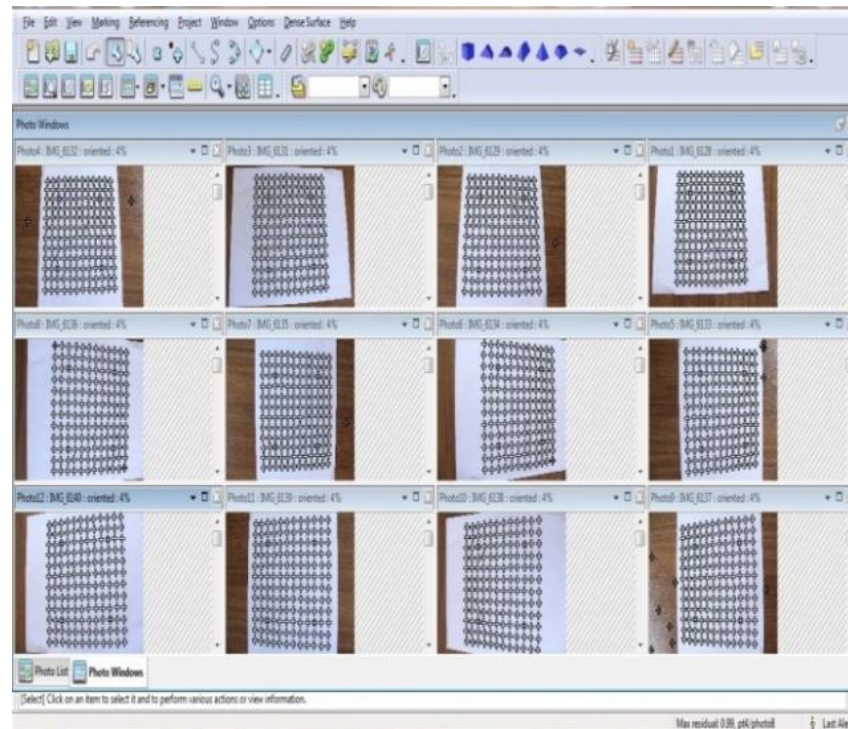 File Edit View Marking Referencing Project Window Options Dense Surface Help
Photo Windows
Photo4 : IMG_6132 : oriented : 4%
Photo3 : IMG_6131 : oriented : 4%
Photo2 : IMG_6129 : oriented : 4%
Photo1 : IMG_6128 : oriented : 4%
Photo8 : IMG_6136 : oriented : 4%
Photo7 : IMG_6135 : oriented : 4%
Photo6 : IMG_6134 : oriented : 4%
Photo5 : IMG_6133 : oriented : 4%
Photo12 : IMG_6140 : oriented : 4%
Photo11 : IMG_6139 : oriented : 4%
Photo10 : IMG_6138 : oriented : 4%
Photo9 : IMG_6137 : oriented : 4%
Photo List Photo Windows
[Select] Click on an item to select it and to perform various actions or view information.
Max residual: 0.99, pt#/photo8 Last Ale